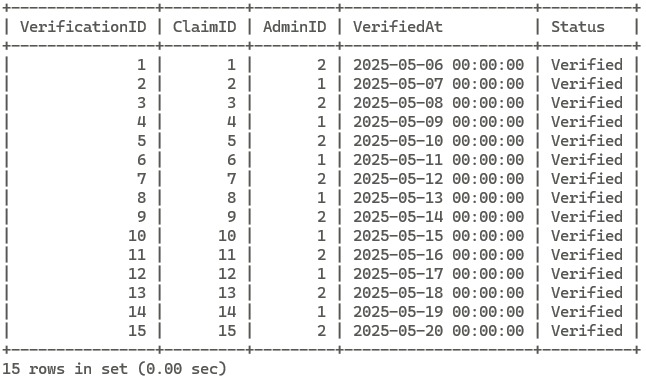 +----------------+---------+---------+---------------------+----------+
| VerificationID | ClaimID | AdminID | VerifiedAt          | Status   |
+----------------+---------+---------+---------------------+----------+
|              1 |       1 |       2 | 2025-05-06 00:00:00 | Verified |
|              2 |       2 |       1 | 2025-05-07 00:00:00 | Verified |
|              3 |       3 |       2 | 2025-05-08 00:00:00 | Verified |
|              4 |       4 |       1 | 2025-05-09 00:00:00 | Verified |
|              5 |       5 |       2 | 2025-05-10 00:00:00 | Verified |
|              6 |       6 |       1 | 2025-05-11 00:00:00 | Verified |
|              7 |       7 |       2 | 2025-05-12 00:00:00 | Verified |
|              8 |       8 |       1 | 2025-05-13 00:00:00 | Verified |
|              9 |       9 |       2 | 2025-05-14 00:00:00 | Verified |
|             10 |      10 |       1 | 2025-05-15 00:00:00 | Verified |
|             11 |      11 |       2 | 2025-05-16 00:00:00 | Verified |
|             12 |      12 |       1 | 2025-05-17 00:00:00 | Verified |
|             13 |      13 |       2 | 2025-05-18 00:00:00 | Verified |
|             14 |      14 |       1 | 2025-05-19 00:00:00 | Verified |
|             15 |      15 |       2 | 2025-05-20 00:00:00 | Verified |
+----------------+---------+---------+---------------------+----------+
15 rows in set (0.00 sec)